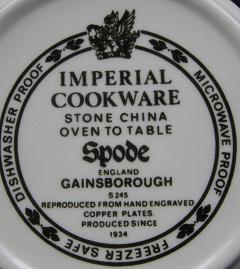 IMPERIAL
COOKWARE
STONE CHINA
OVEN TO TABLE
Spode
ENGLAND
GAINSBOROUGH
S 245
REPRODUCED FROM HAND ENGRAVED
COPPER PLATES.
PRODUCED SINCE
1934
DISHWASHER PROOF
MICROWAVE PROOF
FREEZER SAFE